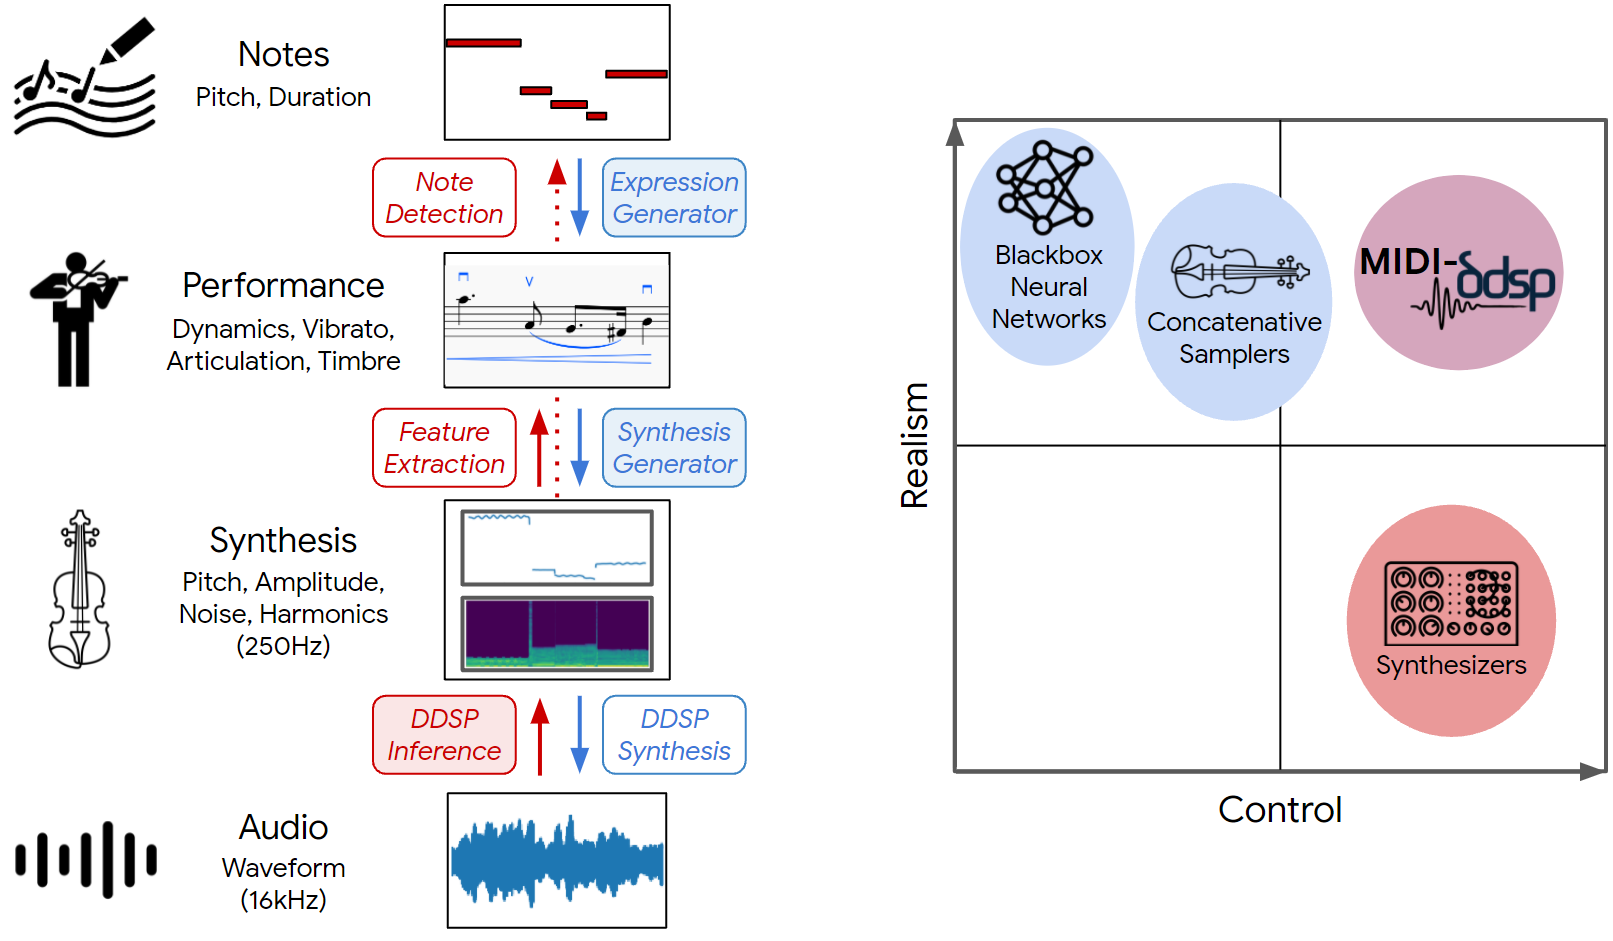 Notes
Pitch, Duration
Note
Detection
Expression
Generator
Performance
Dynamics, Vibrato,
Articulation, Timbre
Feature
Extraction
Synthesis
Generator
Synthesis
Pitch, Amplitude,
Noise, Harmonics
(250Hz)
DDSP
Inference
DDSP
Synthesis
Audio
Waveform
(16kHz)
Realism
Blackbox
Neural
Networks
Concatenative
Samplers
MIDI-ddsp
Synthesizers
Control